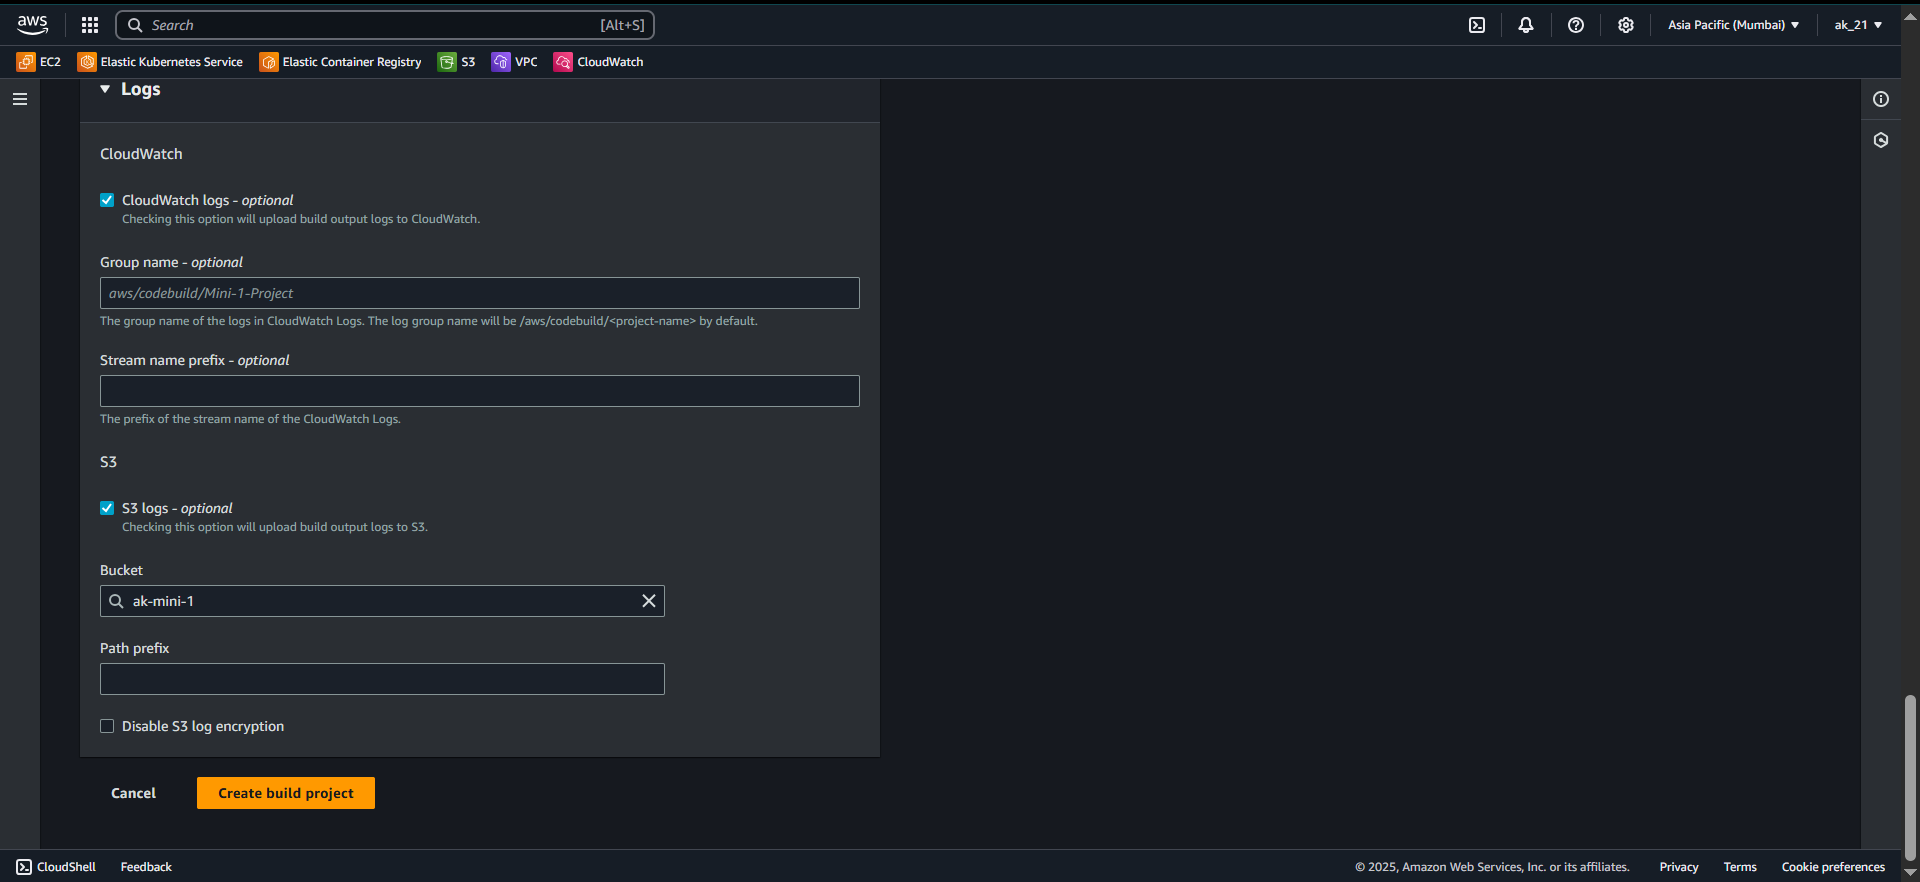 aws
Search [Alt+S]
Asia Pacific (Mumbai)
ak_21
EC2
Elastic Kubernetes Service
Elastic Container Registry
S3
VPC
CloudWatch
Logs
CloudWatch
CloudWatch logs - optional
Checking this option will upload build output logs to CloudWatch.
Group name - optional
aws/codebuild/Mini-1-Project
The group name of the logs in CloudWatch Logs. The log group name will be /aws/codebuild/<project-name> by default.
Stream name prefix - optional
The prefix of the stream name of the CloudWatch Logs.
S3
S3 logs - optional
Checking this option will upload build output logs to S3.
Bucket
ak-mini-1
Path prefix
Disable S3 log encryption
Cancel
Create build project
CloudShell
Feedback
© 2025, Amazon Web Services, Inc. or its affiliates.
Privacy
Terms
Cookie preferences